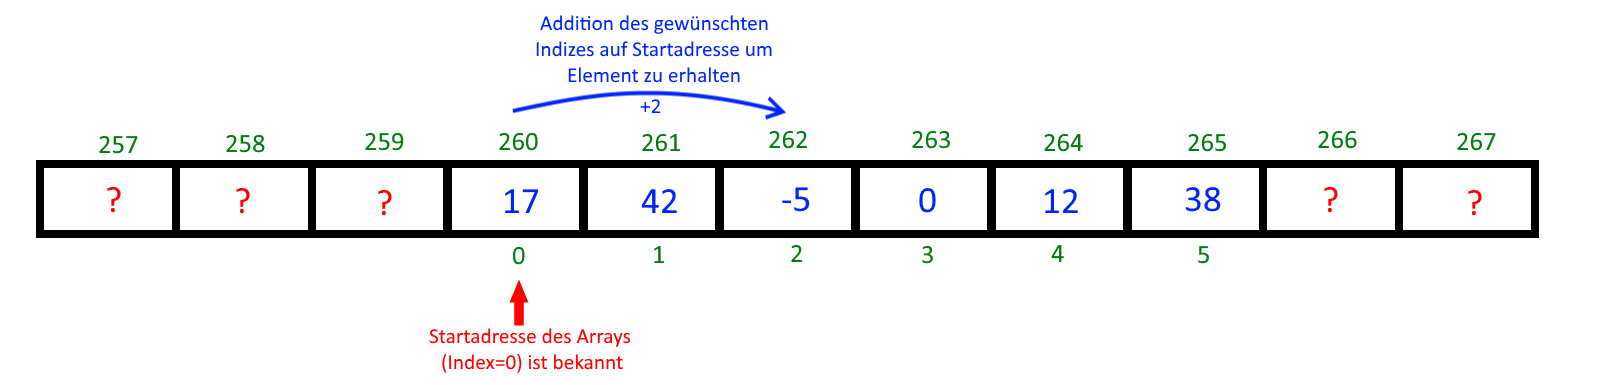 Addition des gewünschten
Indizes auf Startadresse um
Element zu erhalten
+2
257 258 259 260 261 262 263 264 265 266 267
? ? ? 17 42 -5 0 12 38 ? ?
0 1 2 3 4 5
Startadresse des Arrays
(Index=0) ist bekannt